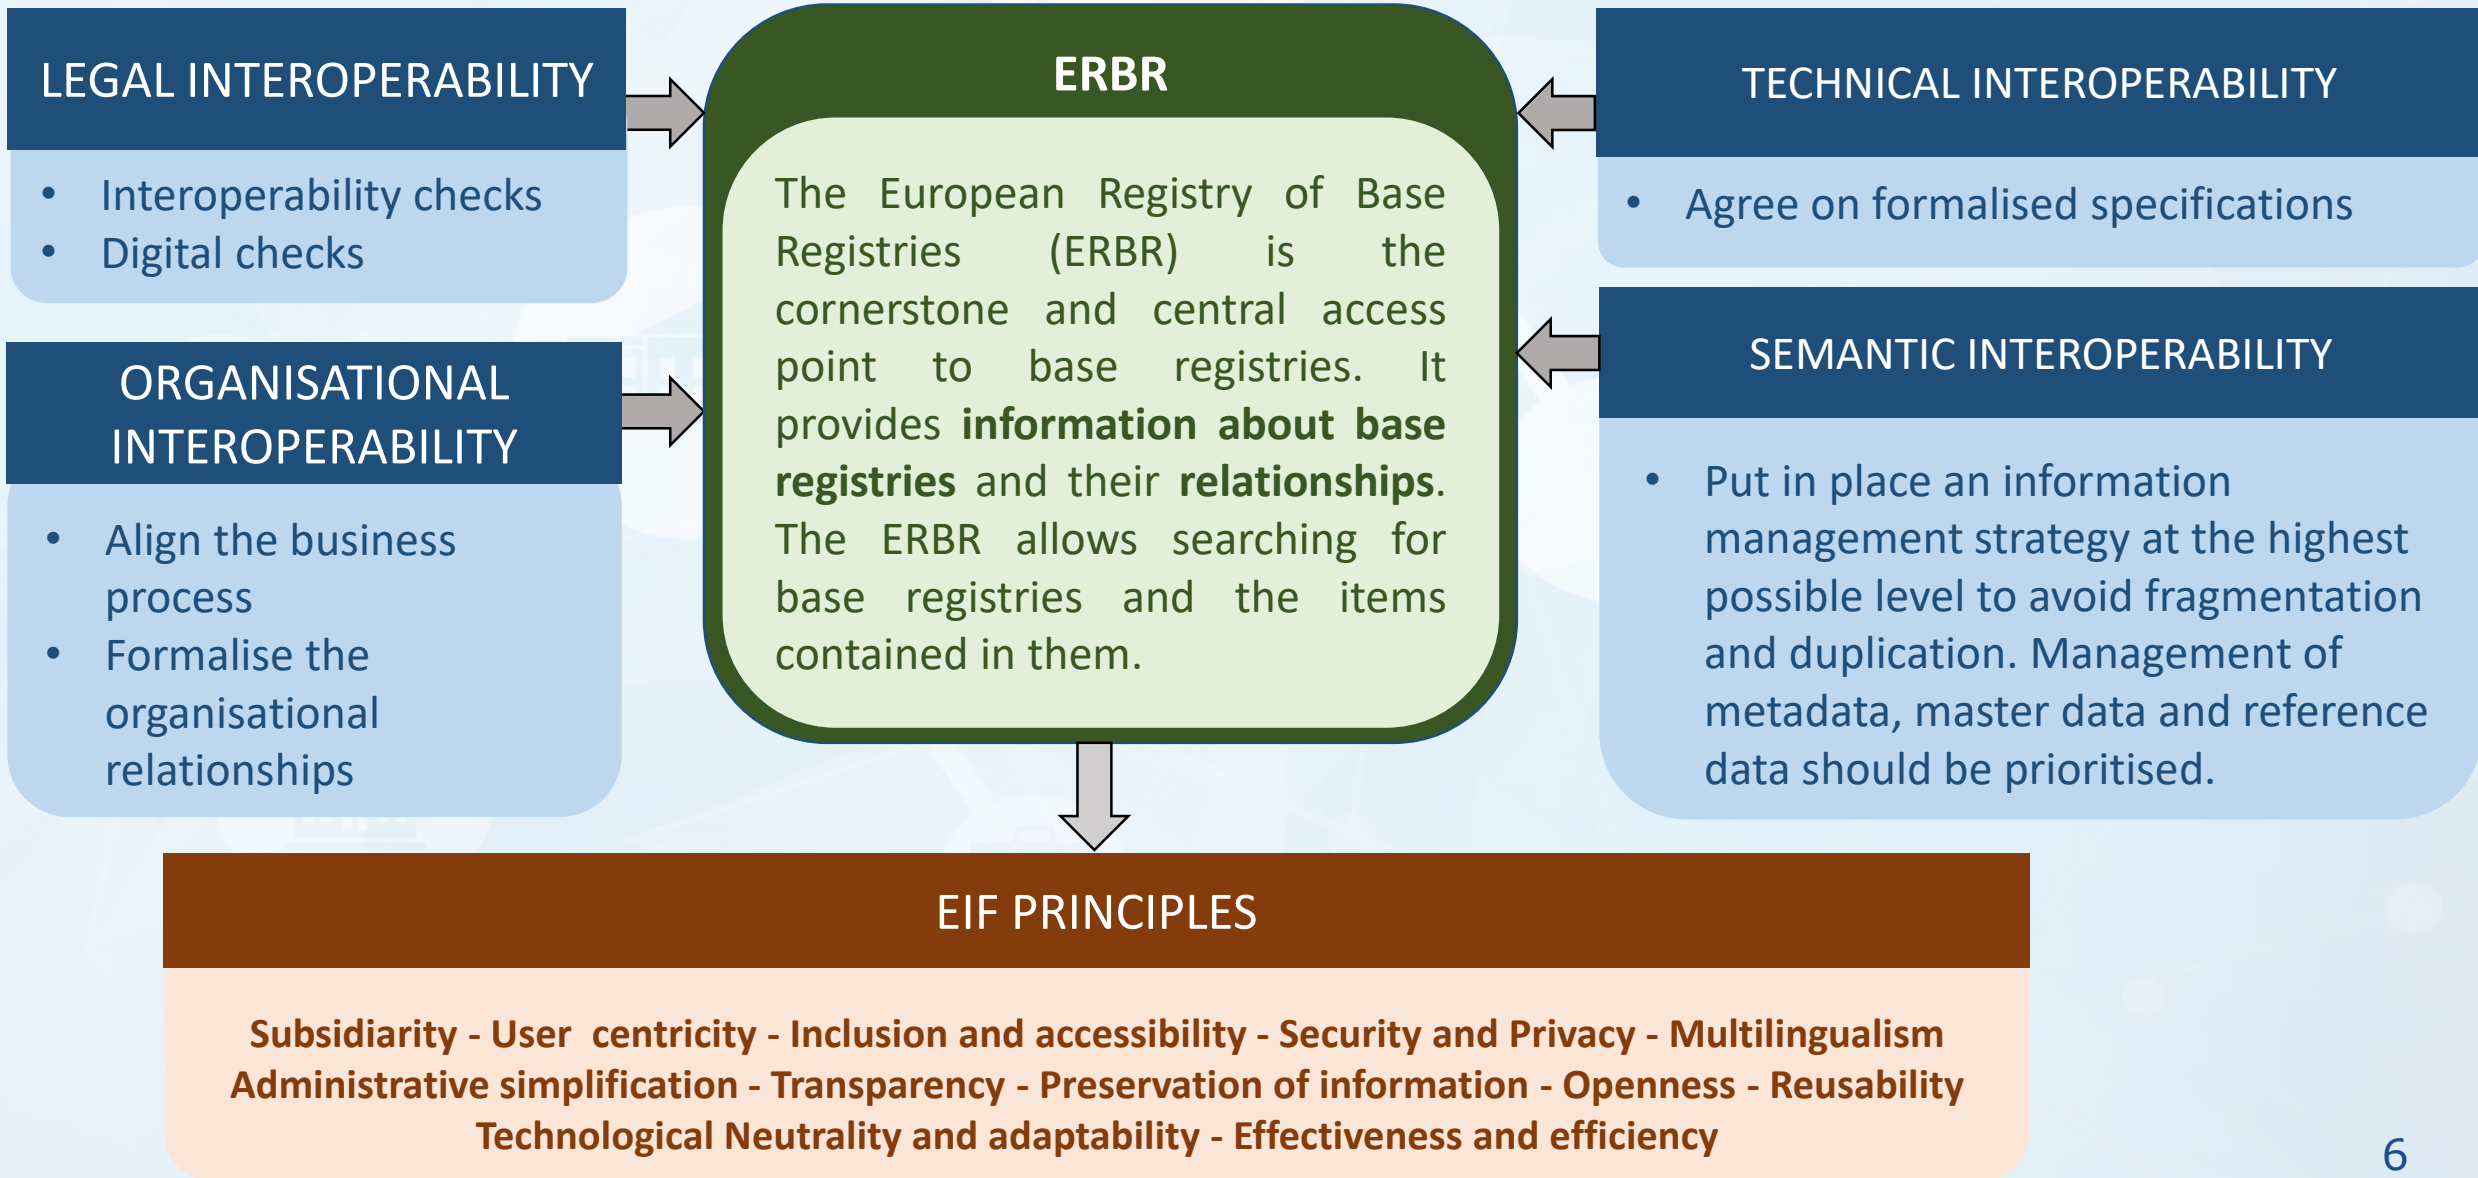 LEGAL INTEROPERABILITY
• Interoperability checks
• Digital checks
ORGANISATIONAL
INTEROPERABILITY
• Align the business
process
• Formalise the
organisational
relationships
ERBR
The European Registry of Base
Registries (ERBR) is the
cornerstone and central access
point to base registries. It
provides information about base
registries and their relationships.
The ERBR allows searching for
base registries and the items
contained in them.
TECHNICAL INTEROPERABILITY
• Agree on formalised specifications
SEMANTIC INTEROPERABILITY
• Put in place an information
management strategy at the highest
possible level to avoid fragmentation
and duplication. Management of
metadata, master data and reference
data should be prioritised.
EIF PRINCIPLES
Subsidiarity - User centricity - Inclusion and accessibility - Security and Privacy - Multilingualism
Administrative simplification - Transparency - Preservation of information - Openness - Reusability
Technological Neutrality and adaptability - Effectiveness and efficiency
6